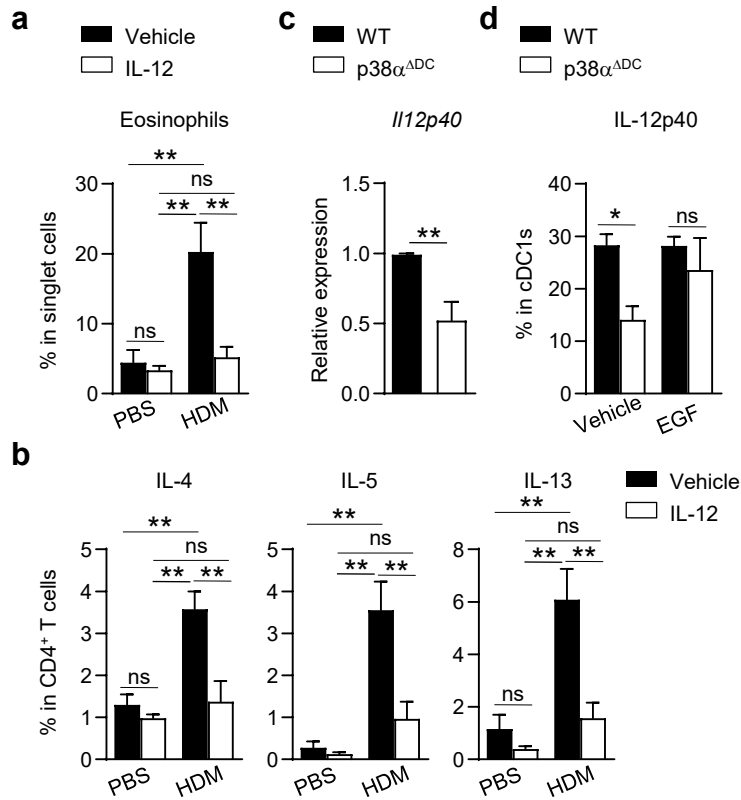 a
Vehicle
IL-12
Eosinophils
% in singlet cells
30
20
10
0
**
ns
**
**
ns
PBS
HDM
c
WT
p38α^ΔDC
Il12p40
Relative expression
1.5
1.0
0.5
0.0
**
d
WT
p38α^ΔDC
IL-12p40
% in cDC1s
40
30
20
10
0
*
ns
Vehicle
EGF
b
Vehicle
IL-12
IL-4
% in CD4⁺ T cells
5
4
3
2
1
0
**
ns
**
**
ns
PBS
HDM
IL-5
5
4
3
2
1
0
**
ns
**
**
PBS
HDM
IL-13
8
6
4
2
0
**
ns
**
**
ns
PBS
HDM